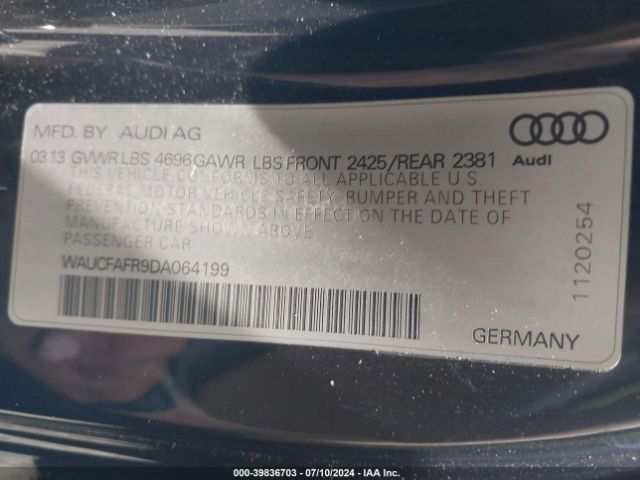 MFD. BY AUDI AG
0313 GVWR LBS 4696 GAWR LBS FRONT 2425/REAR 2381
THIS VEHICLE CONFORMS TO ALL APPLICABLE U.S.
FEDERAL MOTOR VEHICLE SAFETY, BUMPER AND THEFT
PREVENTION STANDARDS IN EFFECT ON THE DATE OF
MANUFACTURE SHOWN ABOVE
PASSENGER CAR
WAUCFAFR9DA064199
Audi
1120254
GERMANY
000-39836703 - 07/10/2024 - IAA Inc.